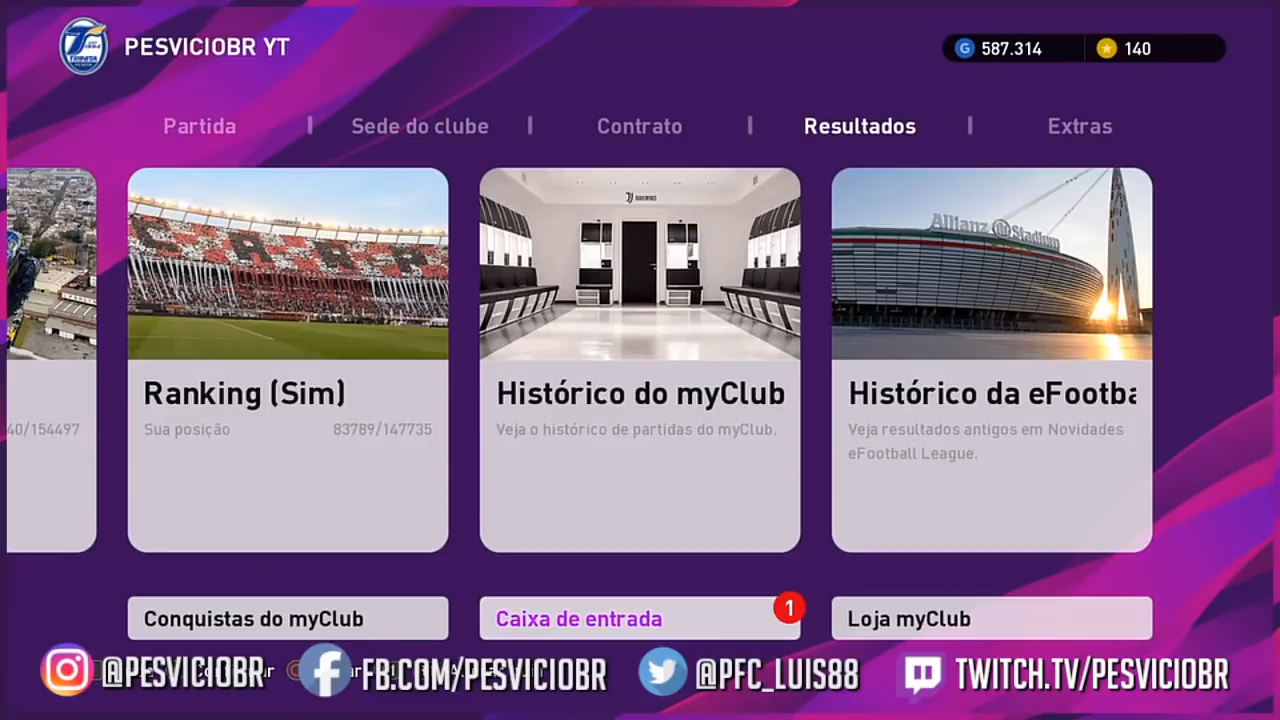 PESVICIOBR YT
587.314
140
Partida
Sede do clube
Contrato
Resultados
Extras
JUVENTUS
Allianz Stadium
Ranking (Sim)
Histórico do myClub
Histórico da eFootba
40/154497
Sua posição 83789/147735
Veja o histórico de partidas do myClub.
Veja resultados antigos em Novidades
eFootball League.
Conquistas do myClub
Caixa de entrada
1
Loja myClub
@PESVICIOBR
FB.COM/PESVICIOBR
@PFC_LUIS88
TWITCH.TV/PESVICIOBR